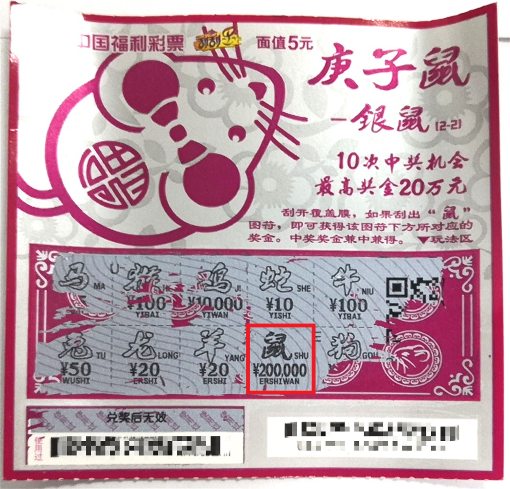 中国福利彩票 刮刮乐 面值5元
庚子鼠
－银鼠 (2-2)
10次中奖机会
最高奖金20万元
刮开覆盖膜，如果刮出“鼠”
图符，即可获得该图符下方所对应的
奖金。中奖奖金兼中兼得。 ▼玩法区
马 MA 猴 鸡 JI 蛇 SHE 牛 NIU
¥100 ¥10,000 ¥10 ¥100
YIBAI YIWAN YISHI YIBAI
兔 TU 龙 LONG 羊 YANG 鼠 SHU 狗 GOU
¥50 ¥20 ¥20 ¥200,000
WUSHI ERSHI ERSHI ERSHIWAN
兑奖后无效